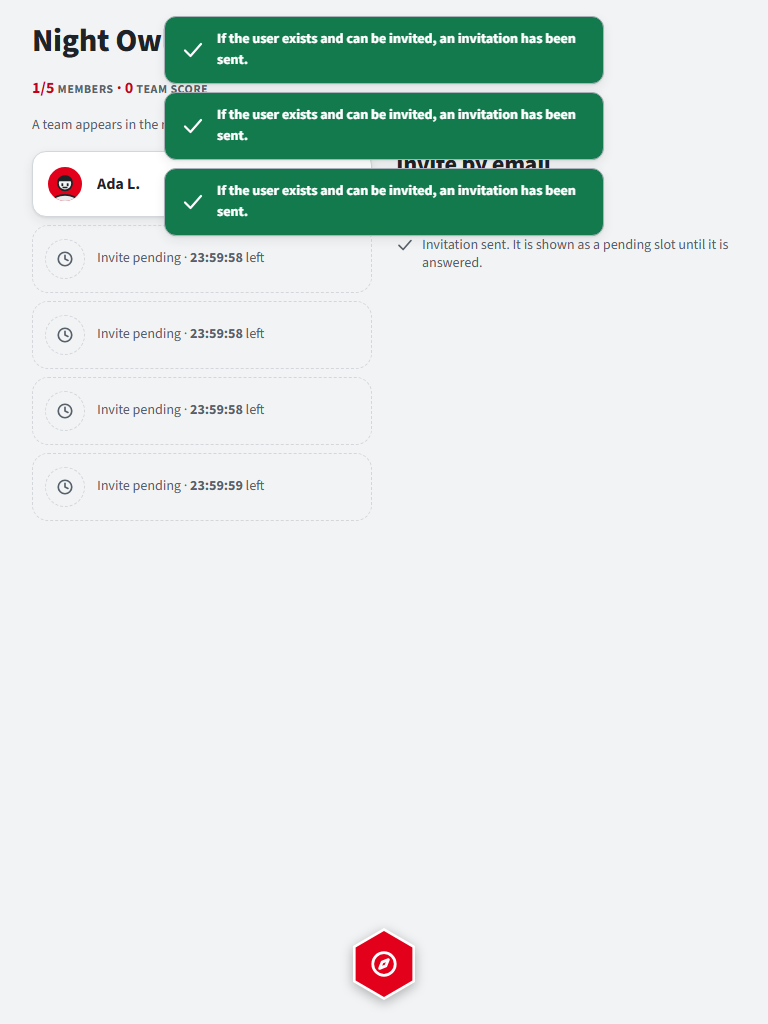 Night Ow
If the user exists and can be invited, an invitation has been
sent.
1/5 MEMBERS · 0 TEAM SCORE
If the user exists and can be invited, an invitation has been
sent.
A team appears in the
Invite by email
Ada L.
If the user exists and can be invited, an invitation has been
sent.
Invitation sent. It is shown as a pending slot until it is
answered.
Invite pending · 23:59:58 left
Invite pending · 23:59:58 left
Invite pending · 23:59:58 left
Invite pending · 23:59:59 left